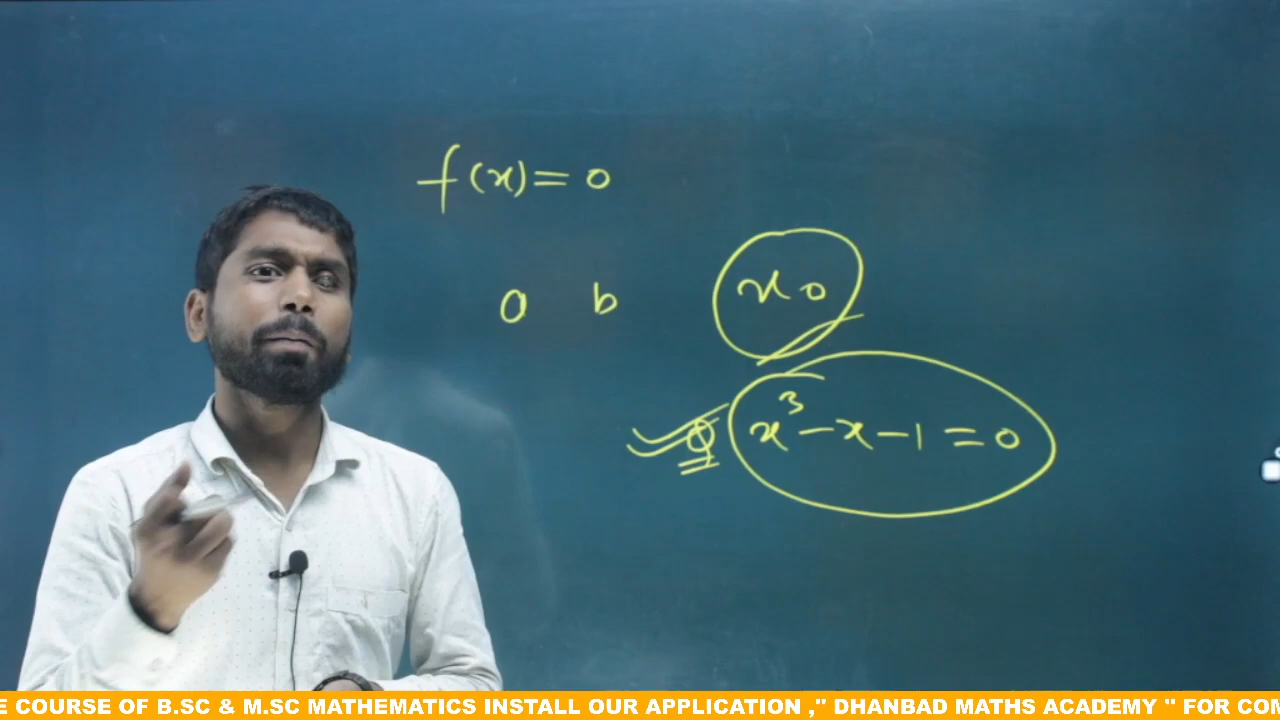 f(x) = 0
a b x0
Q x³ - x - 1 = 0
E COURSE OF B.SC & M.SC MATHEMATICS INSTALL OUR APPLICATION ," DHANBAD MATHS ACADEMY " FOR COM